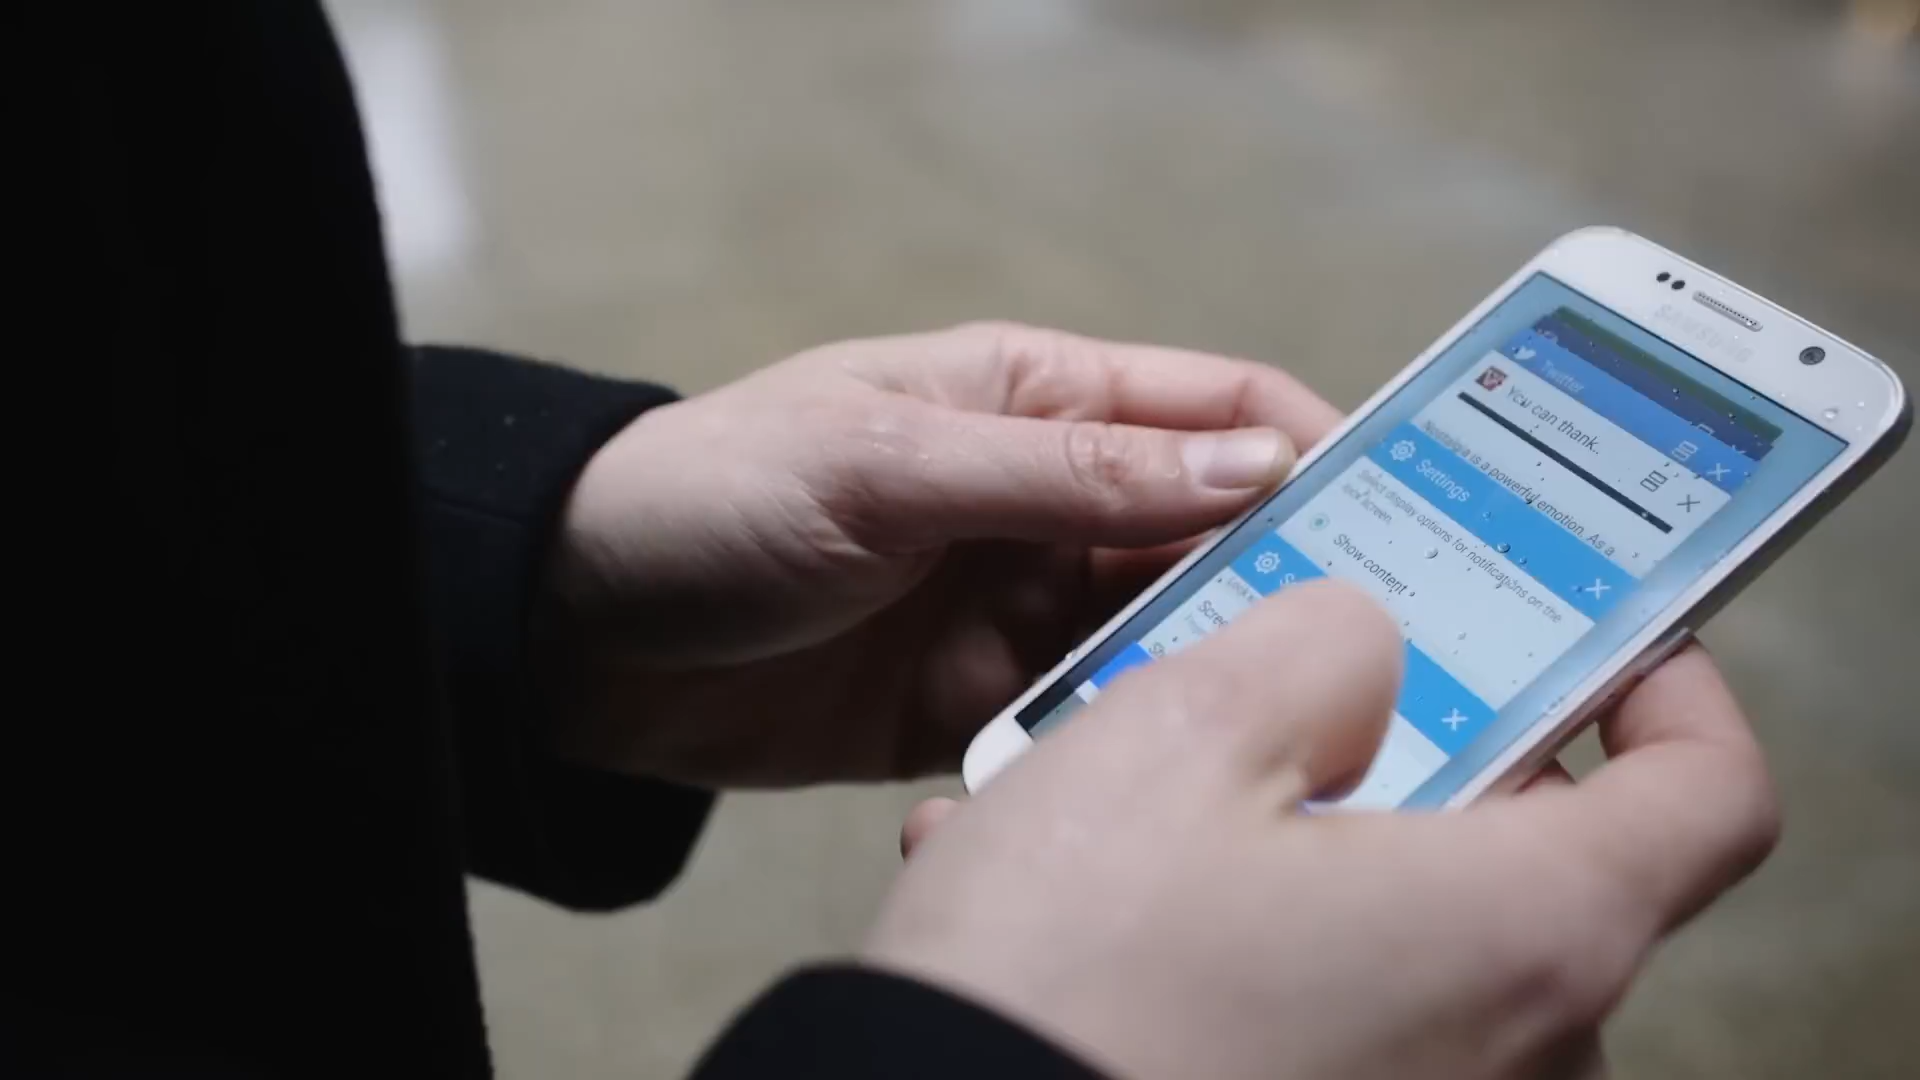 SAMSUNG
Twitter
You can thank..
Nostalgia is a powerful emotion. As a
Settings
Select display options for notifications on the
lock screen.
Show content